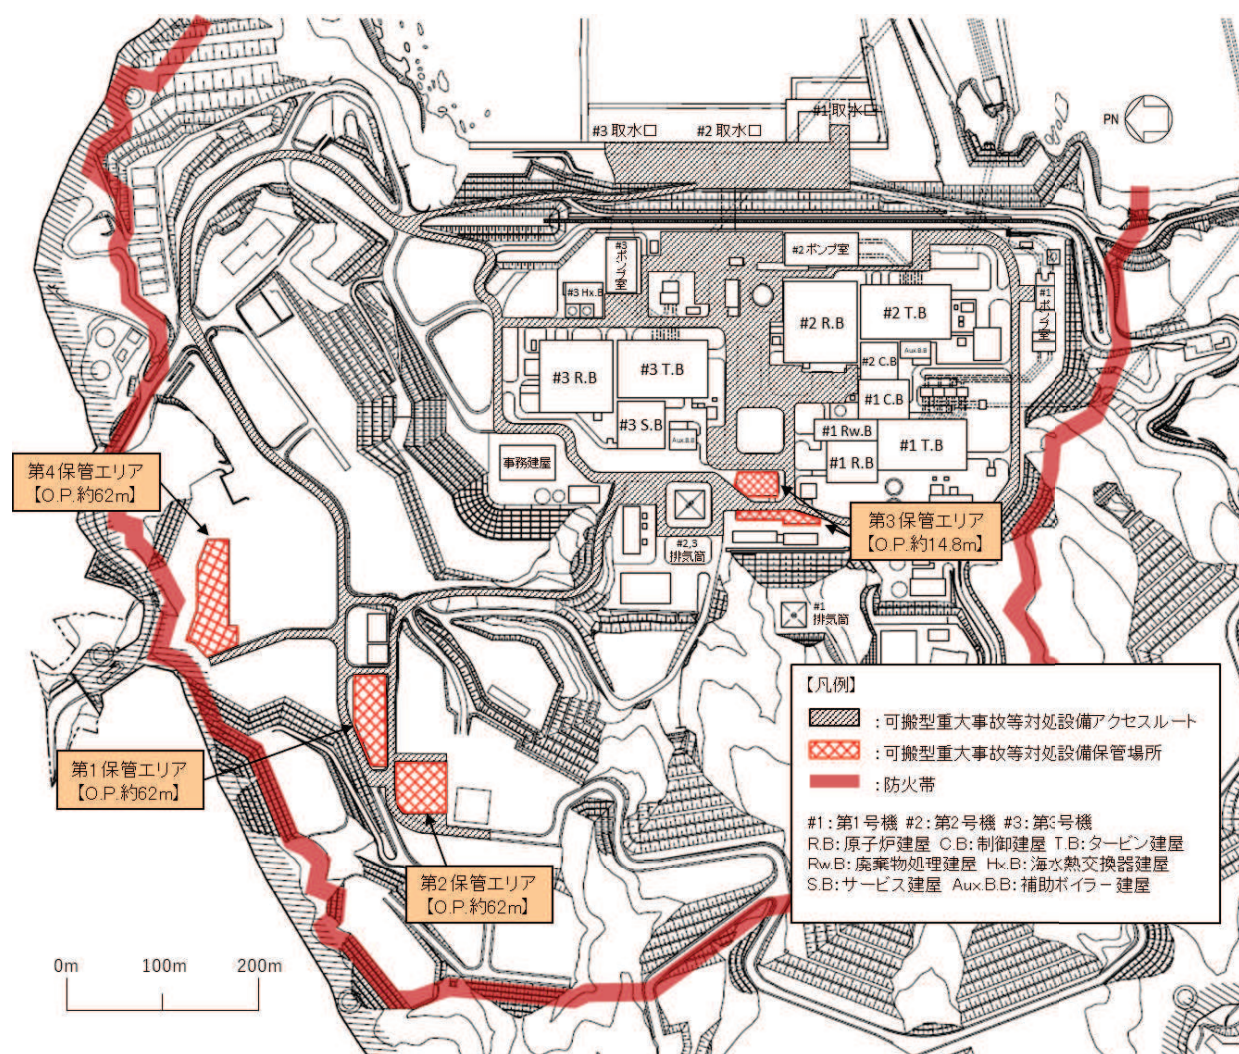 #1 取水口
#3 取水口
#2 取水口
PN
#3 ポンプ室
#2 ポンプ室
#3 Hx.B
#1 ポンプ室
#2 R.B
#2 T.B
#2 C.B
Aux.B.B
#3 R.B
#3 T.B
#1 C.B
#3 S.B
Aux.B.B
#1 Rw.B
#1 T.B
#1 R.B
事務建屋
第4保管エリア
【O.P.約62m】
第3保管エリア
【O.P.約14.8m】
#2,3
排気筒
#1
排気筒
第1保管エリア
【O.P.約62m】
第2保管エリア
【O.P.約62m】
【凡例】
：可搬型重大事故等対処設備アクセスルート
：可搬型重大事故等対処設備保管場所
：防火帯
#1：第1号機 #2：第2号機 #3：第3号機
R.B：原子炉建屋 C.B：制御建屋 T.B：タービン建屋
Rw.B：廃棄物処理建屋 Hx.B：海水熱交換器建屋
S.B：サービス建屋 Aux.B.B：補助ボイラー建屋
0m 100m 200m